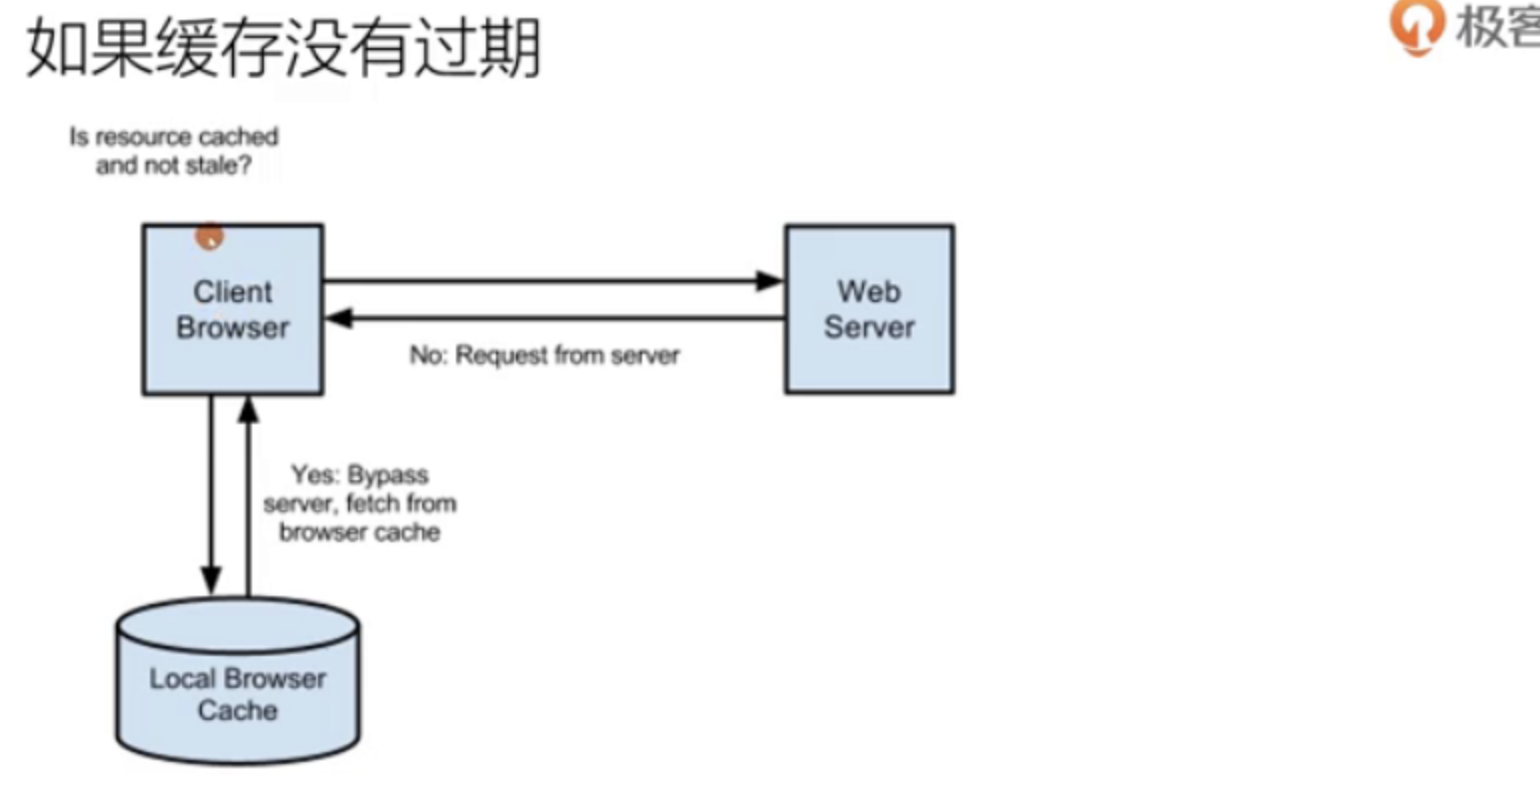 如果缓存没有过期
极客
Is resource cached
and not stale?
Client
Browser
Web
Server
No: Request from server
Yes: Bypass
server, fetch from
browser cache
Local Browser
Cache